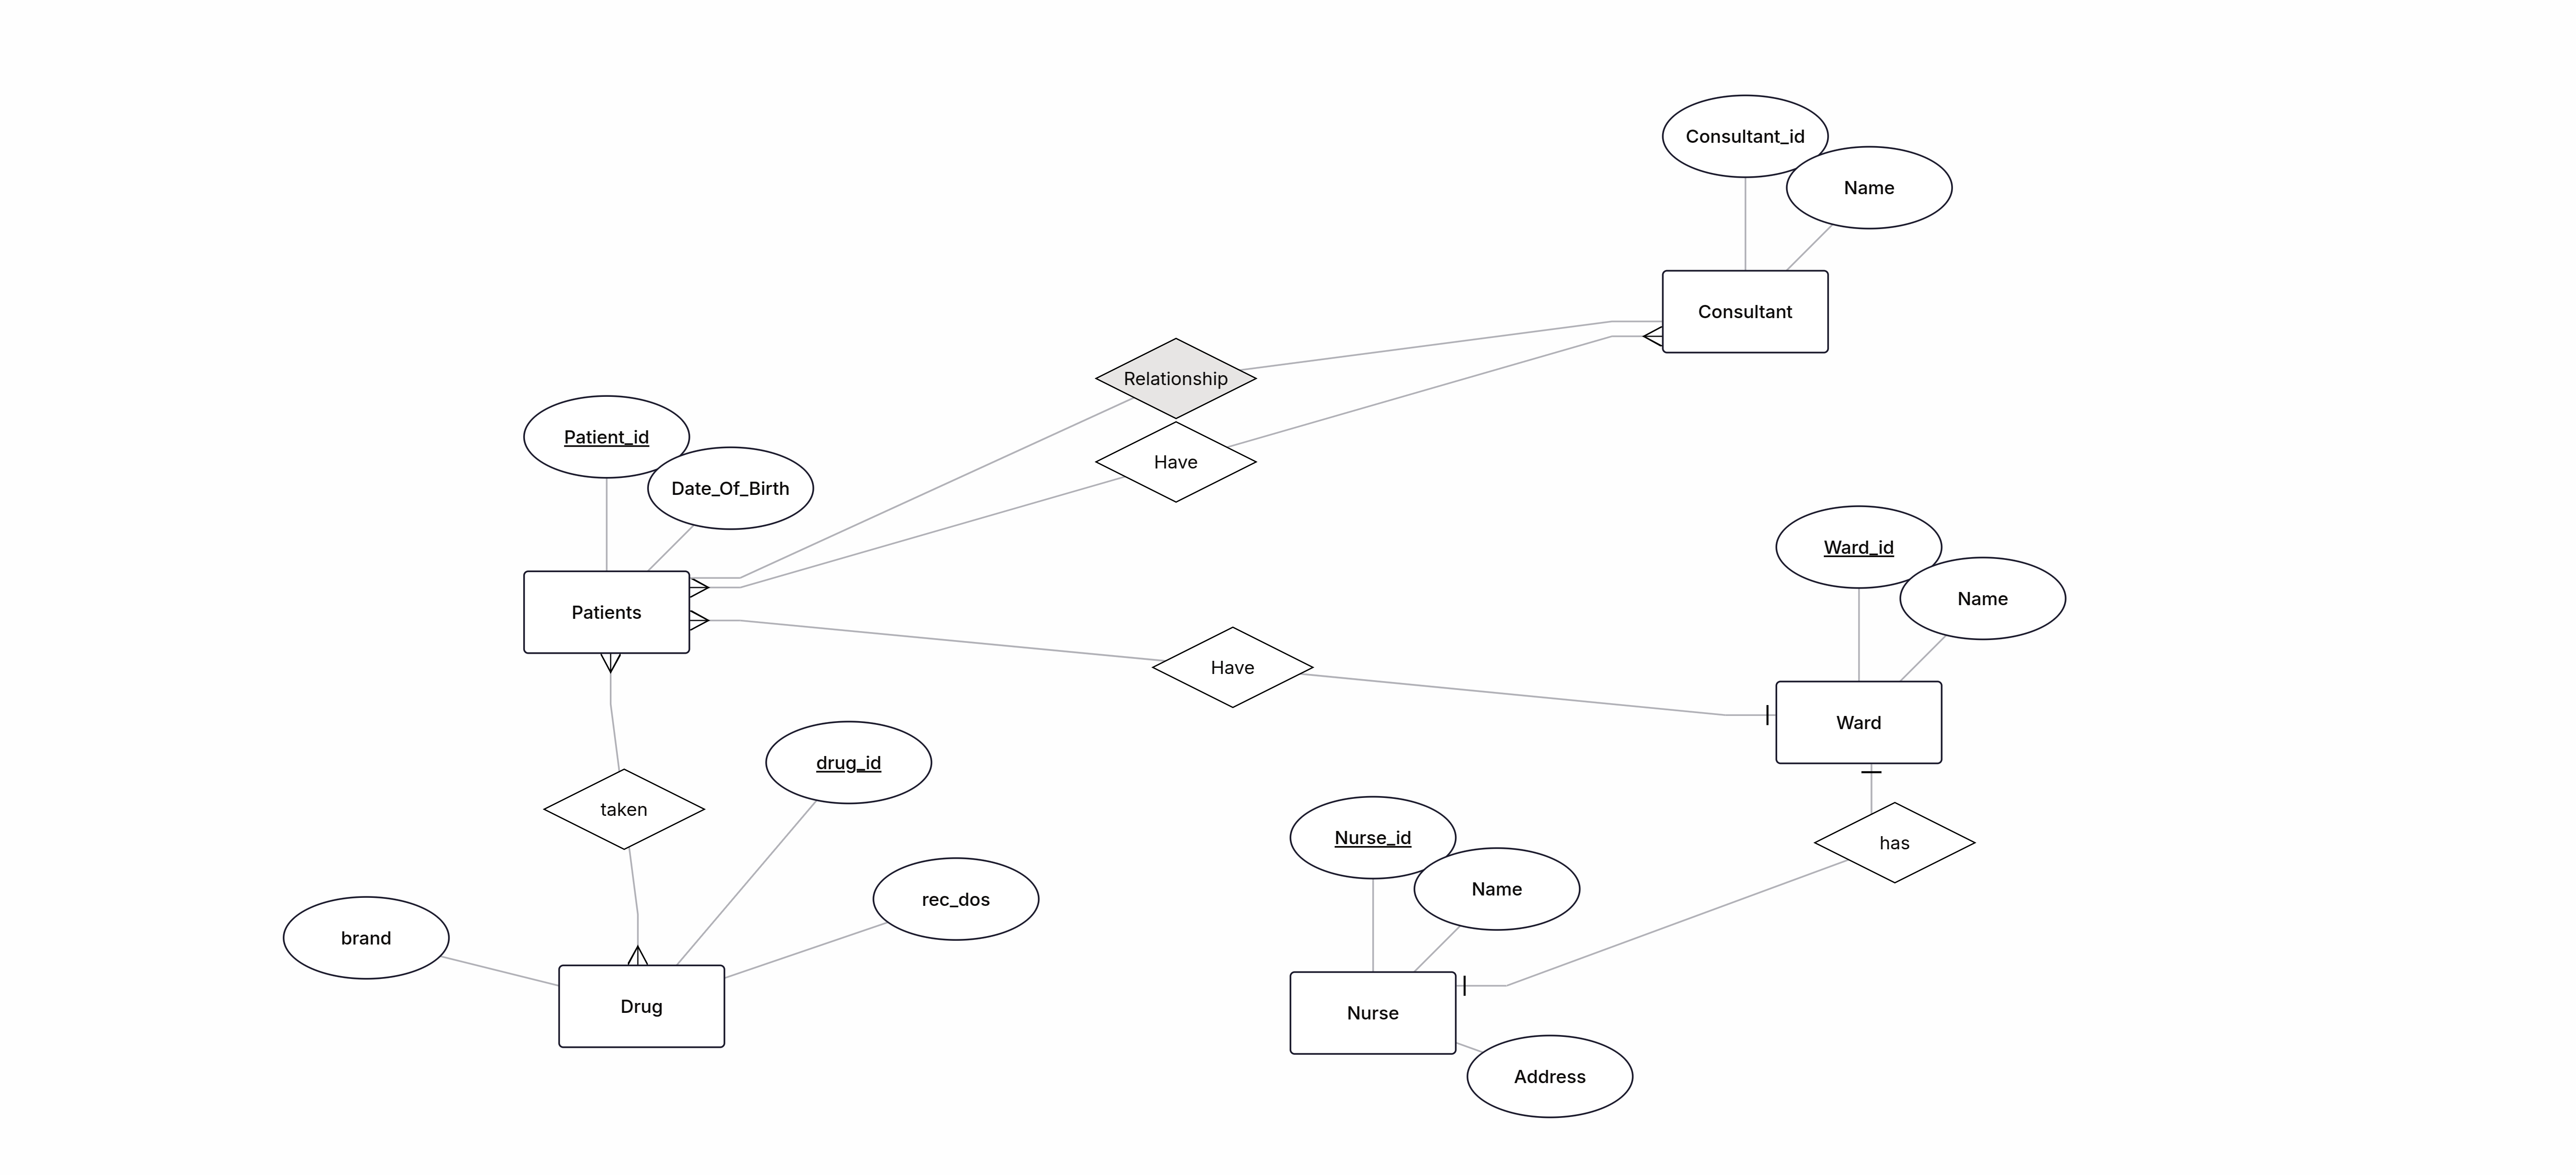 Consultant_id
Name
Consultant
Relationship
Patient_id
Have
Date_Of_Birth
Ward_id
Name
Patients
Have
Ward
drug_id
taken
Nurse_id
has
Name
rec_dos
brand
Drug
Nurse
Address